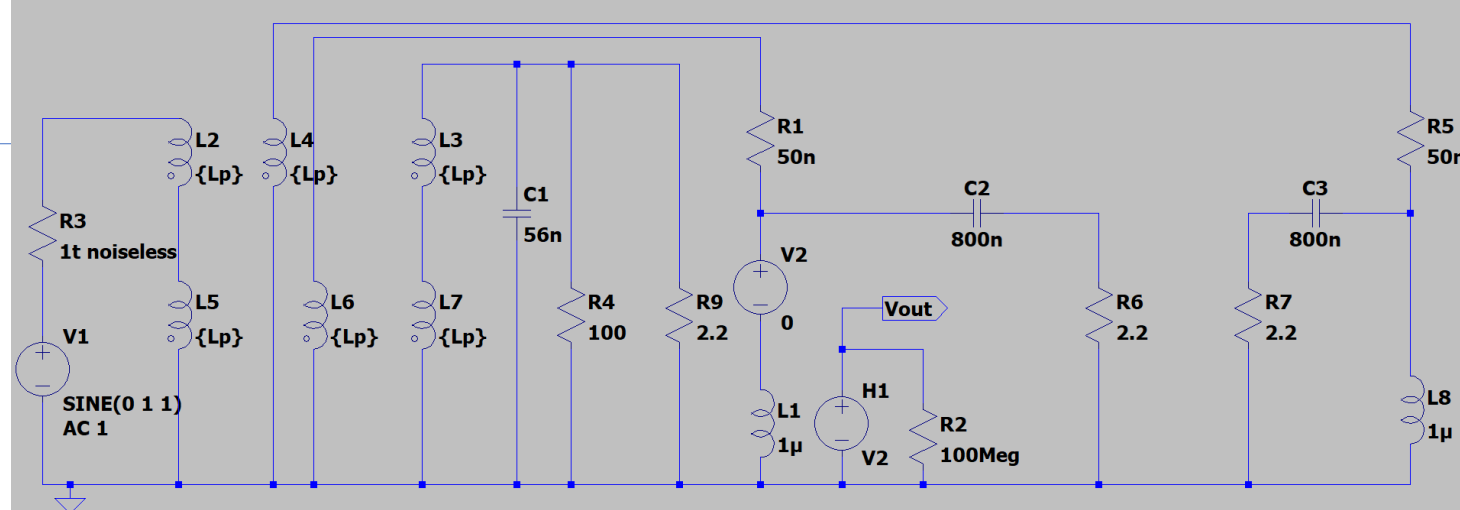 L2
{Lp}
L4
{Lp}
L3
{Lp}
R1
50n
R5
50n
C1
56n
C2
800n
C3
800n
R3
1t noiseless
V2
0
L5
{Lp}
L6
{Lp}
L7
{Lp}
R4
100
R9
2.2
Vout
R6
2.2
R7
2.2
V1
SINE(0 1 1)
AC 1
L1
1µ
H1
V2
R2
100Meg
L8
1µ